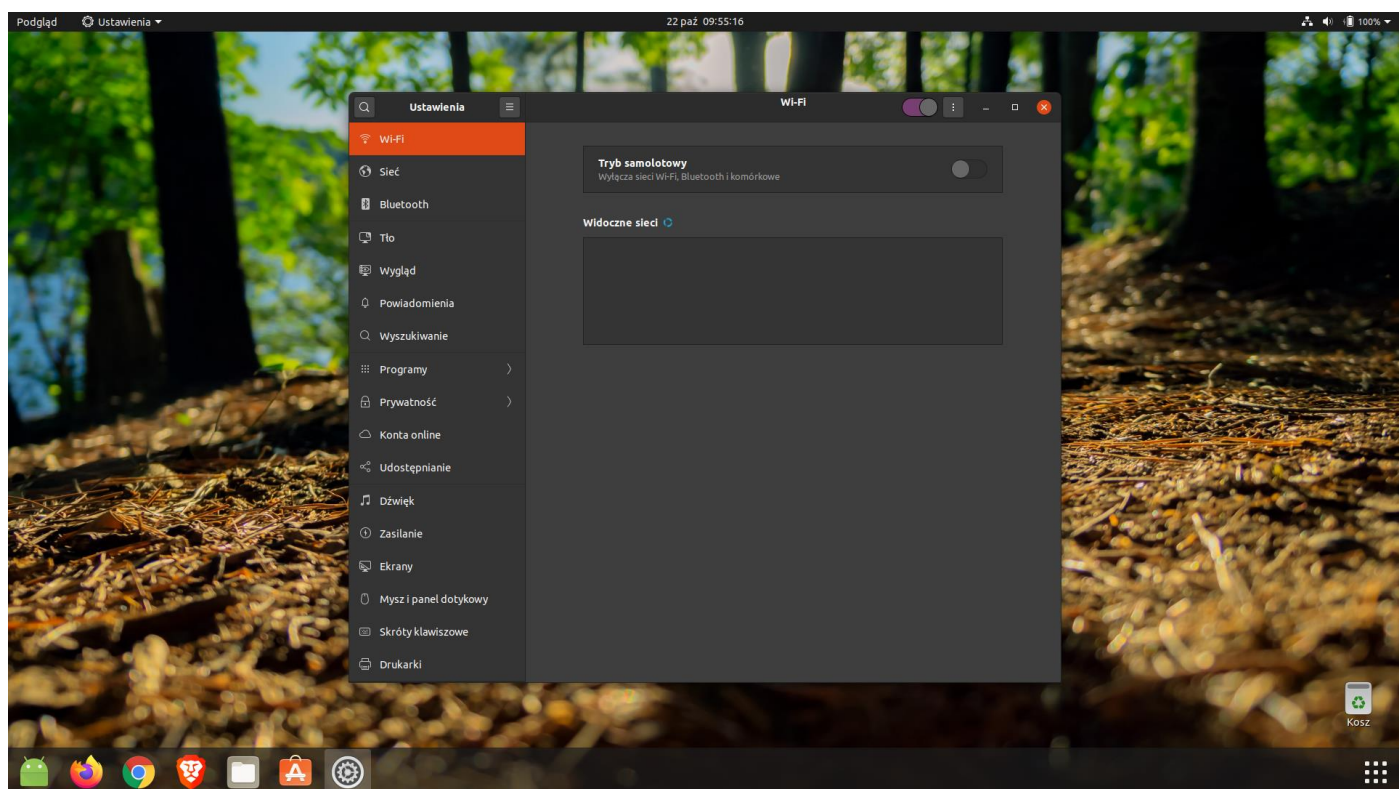 Podgląd
Ustawienia
22 paź 09:55:16
100%
Ustawienia
Wi-Fi
Wi-Fi
Sieć
Bluetooth
Tło
Wygląd
Powiadomienia
Wyszukiwanie
Programy
Prywatność
Konta online
Udostępnianie
Dźwięk
Zasilanie
Ekrany
Mysz i panel dotykowy
Skróty klawiszowe
Drukarki
Tryb samolotowy
Wyłącza sieci Wi-Fi, Bluetooth i komórkowe
Widoczne sieci
Kosz